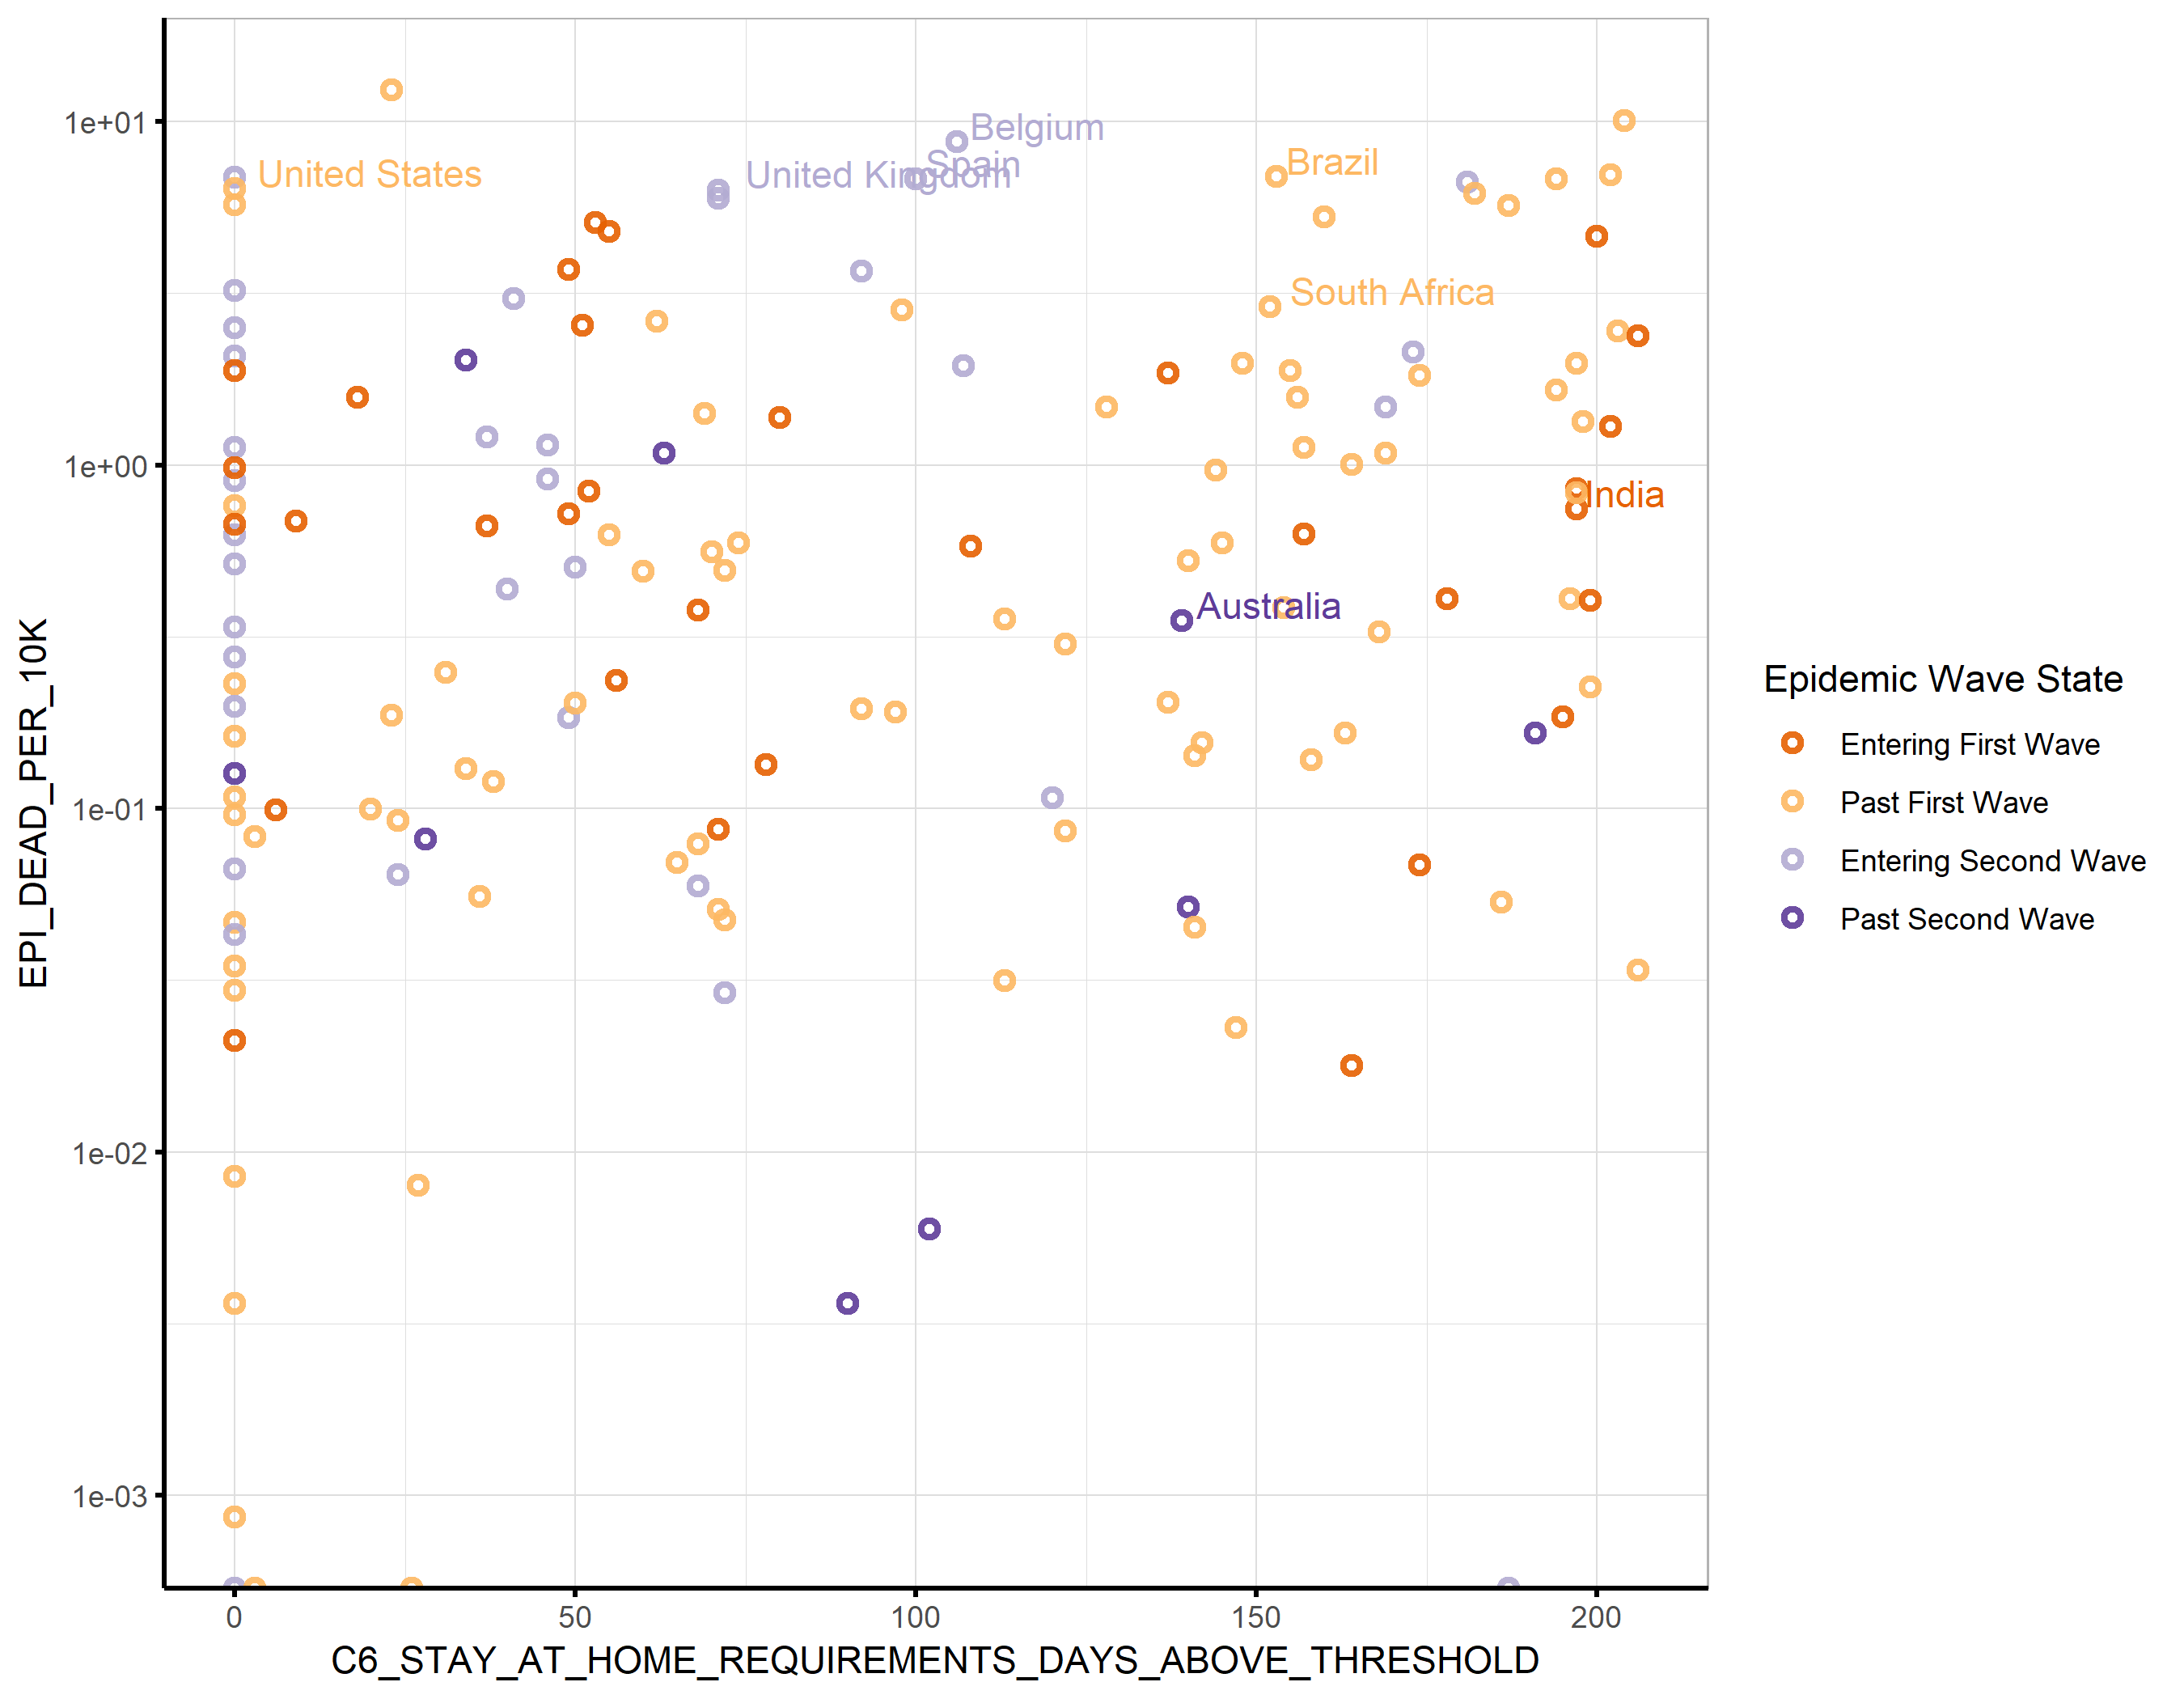 1e+01
1e+00
1e-01
1e-02
1e-03
EPI_DEAD_PER_10K
Belgium
Spain
United States
United Kingdom
Brazil
South Africa
India
Australia
0
50
100
150
200
C6_STAY_AT_HOME_REQUIREMENTS_DAYS_ABOVE_THRESHOLD
Epidemic Wave State
Entering First Wave
Past First Wave
Entering Second Wave
Past Second Wave